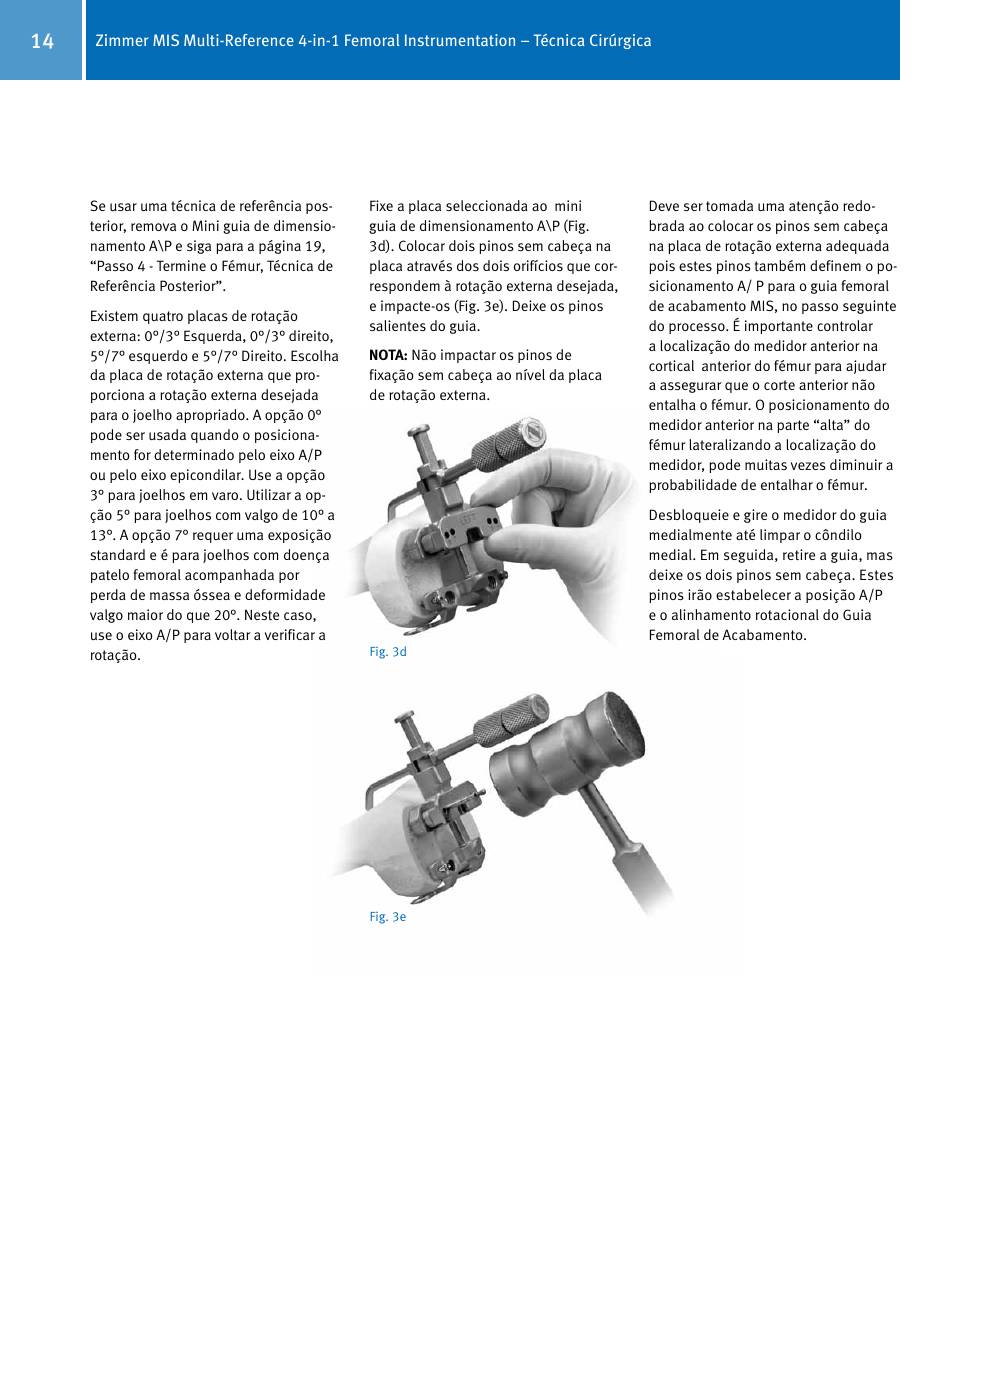 14
Zimmer MIS Multi-Reference 4-in-1 Femoral Instrumentation – Técnica Cirúrgica
Se usar uma técnica de referência pos-
terior, remova o Mini guia de dimensio-
namento A\P e siga para a página 19,
“Passo 4 - Termine o Fémur, Técnica de
Referência Posterior”.
Existem quatro placas de rotação
externa: 0°/3° Esquerda, 0°/3° direito,
5°/7° esquerdo e 5°/7° Direito. Escolha
da placa de rotação externa que pro-
porciona a rotação externa desejada
para o joelho apropriado. A opção 0°
pode ser usada quando o posiciona-
mento for determinado pelo eixo A/P
ou pelo eixo epicondilar. Use a opção
3° para joelhos em varo. Utilizar a op-
ção 5° para joelhos com valgo de 10° a
13°. A opção 7° requer uma exposição
standard e é para joelhos com doença
patelo femoral acompanhada por
perda de massa óssea e deformidade
valgo maior do que 20°. Neste caso,
use o eixo A/P para voltar a verificar a
rotação.
Fixe a placa seleccionada ao  mini
guia de dimensionamento A\P (Fig.
3d). Colocar dois pinos sem cabeça na
placa através dos dois orifícios que cor-
respondem à rotação externa desejada,
e impacte-os (Fig. 3e). Deixe os pinos
salientes do guia.
NOTA: Não impactar os pinos de
fixação sem cabeça ao nível da placa
de rotação externa.
LEFT
Fig. 3d
Fig. 3e
Deve ser tomada uma atenção redo-
brada ao colocar os pinos sem cabeça
na placa de rotação externa adequada
pois estes pinos também definem o po-
sicionamento A/ P para o guia femoral
de acabamento MIS, no passo seguinte
do processo. É importante controlar
a localização do medidor anterior na
cortical  anterior do fémur para ajudar
a assegurar que o corte anterior não
entalha o fémur. O posicionamento do
medidor anterior na parte “alta” do
fémur lateralizando a localização do
medidor, pode muitas vezes diminuir a
probabilidade de entalhar o fémur.
Desbloqueie e gire o medidor do guia
medialmente até limpar o côndilo
medial. Em seguida, retire a guia, mas
deixe os dois pinos sem cabeça. Estes
pinos irão estabelecer a posição A/P
e o alinhamento rotacional do Guia
Femoral de Acabamento.